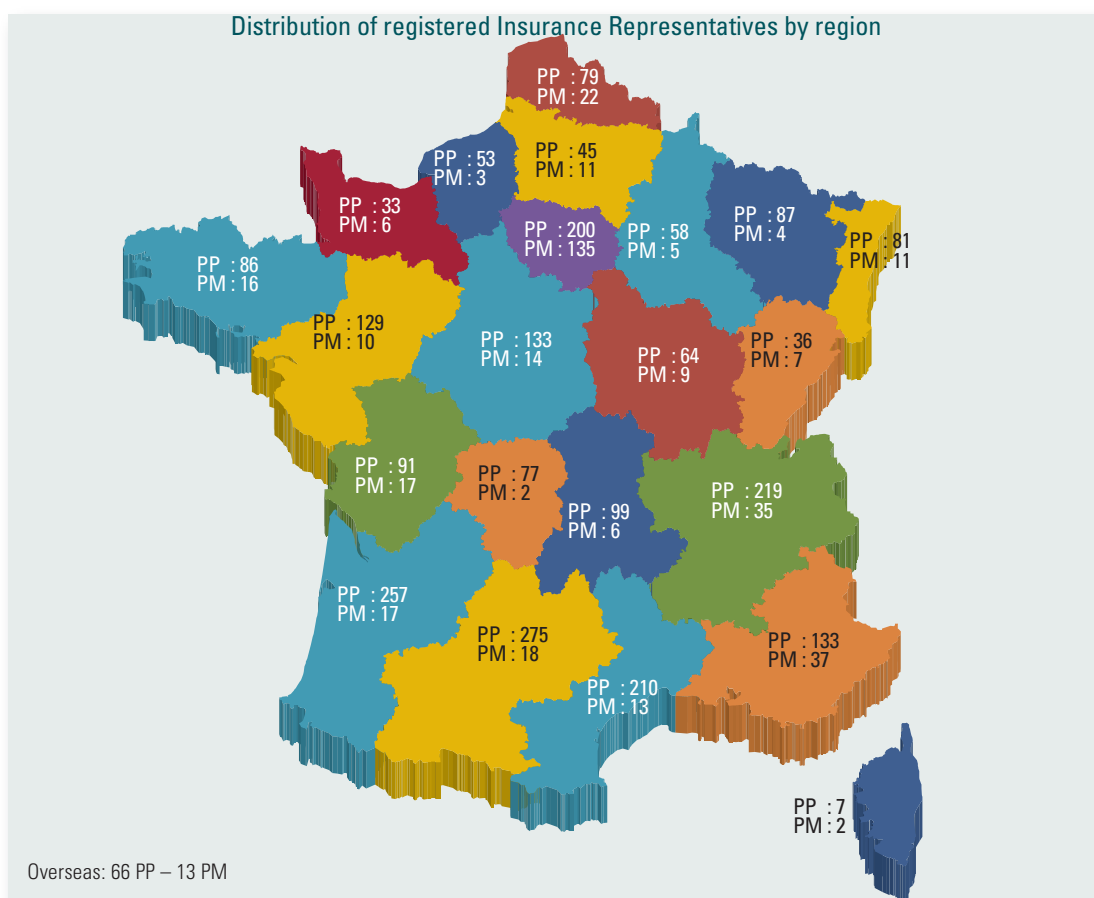 Distribution of registered Insurance Representatives by region
PP : 79
PM : 22
PP : 53
PM : 3
PP : 45
PM : 11
PP : 33
PM : 6
PP : 200
PM : 135
PP : 58
PM : 5
PP : 87
PM : 4
PP : 81
PM : 11
PP : 86
PM : 16
PP : 129
PM : 10
PP : 133
PM : 14
PP : 64
PM : 9
PP : 36
PM : 7
PP : 91
PM : 17
PP : 77
PM : 2
PP : 99
PM : 6
PP : 219
PM : 35
PP : 257
PM : 17
PP : 275
PM : 18
PP : 210
PM : 13
PP : 133
PM : 37
PP : 7
PM : 2
Overseas: 66 PP – 13 PM